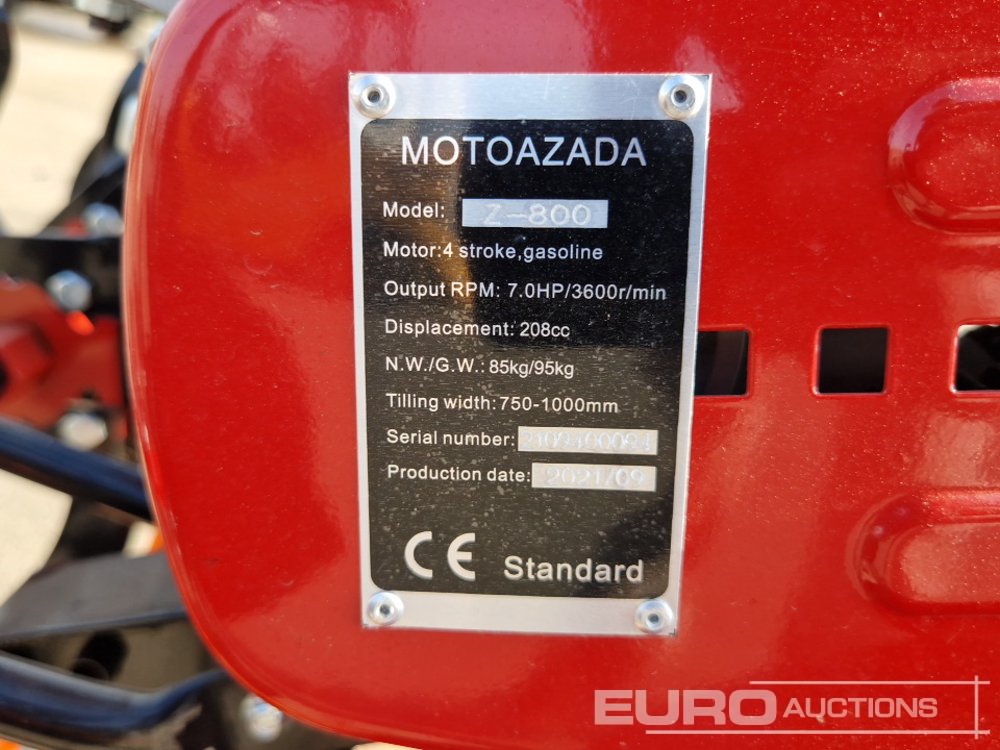 MOTOAZADA
Model: Z-800
Motor:4 stroke,gasoline
Output RPM: 7.0HP/3600r/min
Displacement: 208cc
N.W./G.W.: 85kg/95kg
Tilling width: 750-1000mm
Serial number:
Production date: 2021/09
CE Standard
EURO AUCTIONS